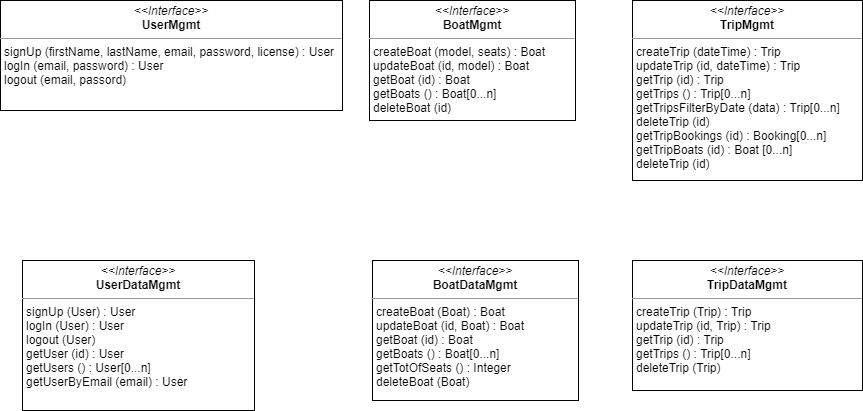 <<Interface>>
UserMgmt
signUp (firstName, lastName, email, password, license) : User
logIn (email, password) : User
logout (email, passord)
<<Interface>>
BoatMgmt
createBoat (model, seats) : Boat
updateBoat (id, model) : Boat
getBoat (id) : Boat
getBoats () : Boat[0...n]
deleteBoat (id)
<<Interface>>
TripMgmt
createTrip (dateTime) : Trip
updateTrip (id, dateTime) : Trip
getTrip (id) : Trip
getTrips () : Trip[0...n]
getTripsFilterByDate (data) : Trip[0...n]
deleteTrip (id)
getTripBookings (id) : Booking[0...n]
getTripBoats (id) : Boat [0...n]
deleteTrip (id)
<<Interface>>
UserDataMgmt
signUp (User) : User
logIn (User) : User
logout (User)
getUser (id) : User
getUsers () : User[0...n]
getUserByEmail (email) : User
<<Interface>>
BoatDataMgmt
createBoat (Boat) : Boat
updateBoat (id, Boat) : Boat
getBoat (id) : Boat
getBoats () : Boat[0...n]
getTotOfSeats () : Integer
deleteBoat (Boat)
<<Interface>>
TripDataMgmt
createTrip (Trip) : Trip
updateTrip (id, Trip) : Trip
getTrip (id) : Trip
getTrips () : Trip[0...n]
deleteTrip (Trip)